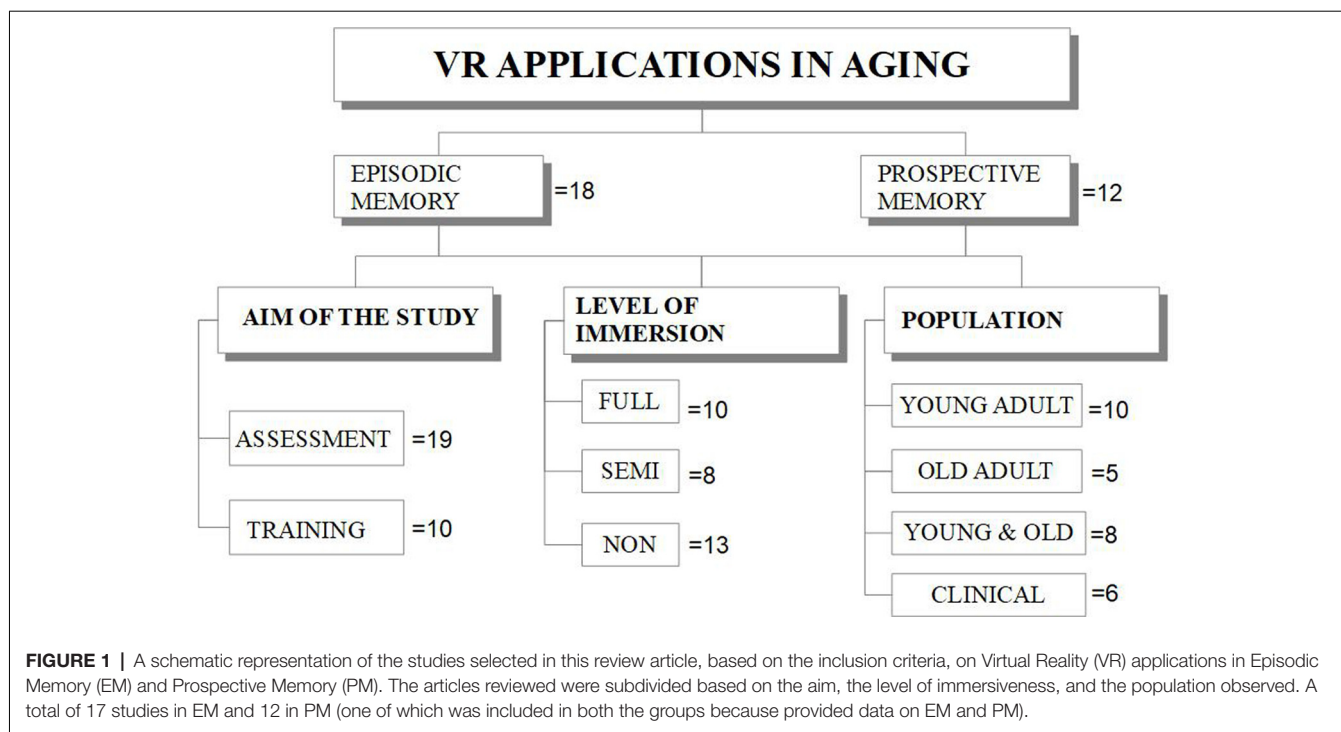 VR APPLICATIONS IN AGING
EPISODIC
MEMORY
=18
PROSPECTIVE
MEMORY
=12
AIM OF THE STUDY
ASSESSMENT
=19
TRAINING
=10
LEVEL OF
IMMERSION
FULL
=10
SEMI
=8
NON
=13
POPULATION
YOUNG ADULT
=10
OLD ADULT
=5
YOUNG & OLD
=8
CLINICAL
=6
FIGURE 1 | A schematic representation of the studies selected in this review article, based on the inclusion criteria, on Virtual Reality (VR) applications in Episodic
Memory (EM) and Prospective Memory (PM). The articles reviewed were subdivided based on the aim, the level of immersiveness, and the population observed. A
total of 17 studies in EM and 12 in PM (one of which was included in both the groups because provided data on EM and PM).